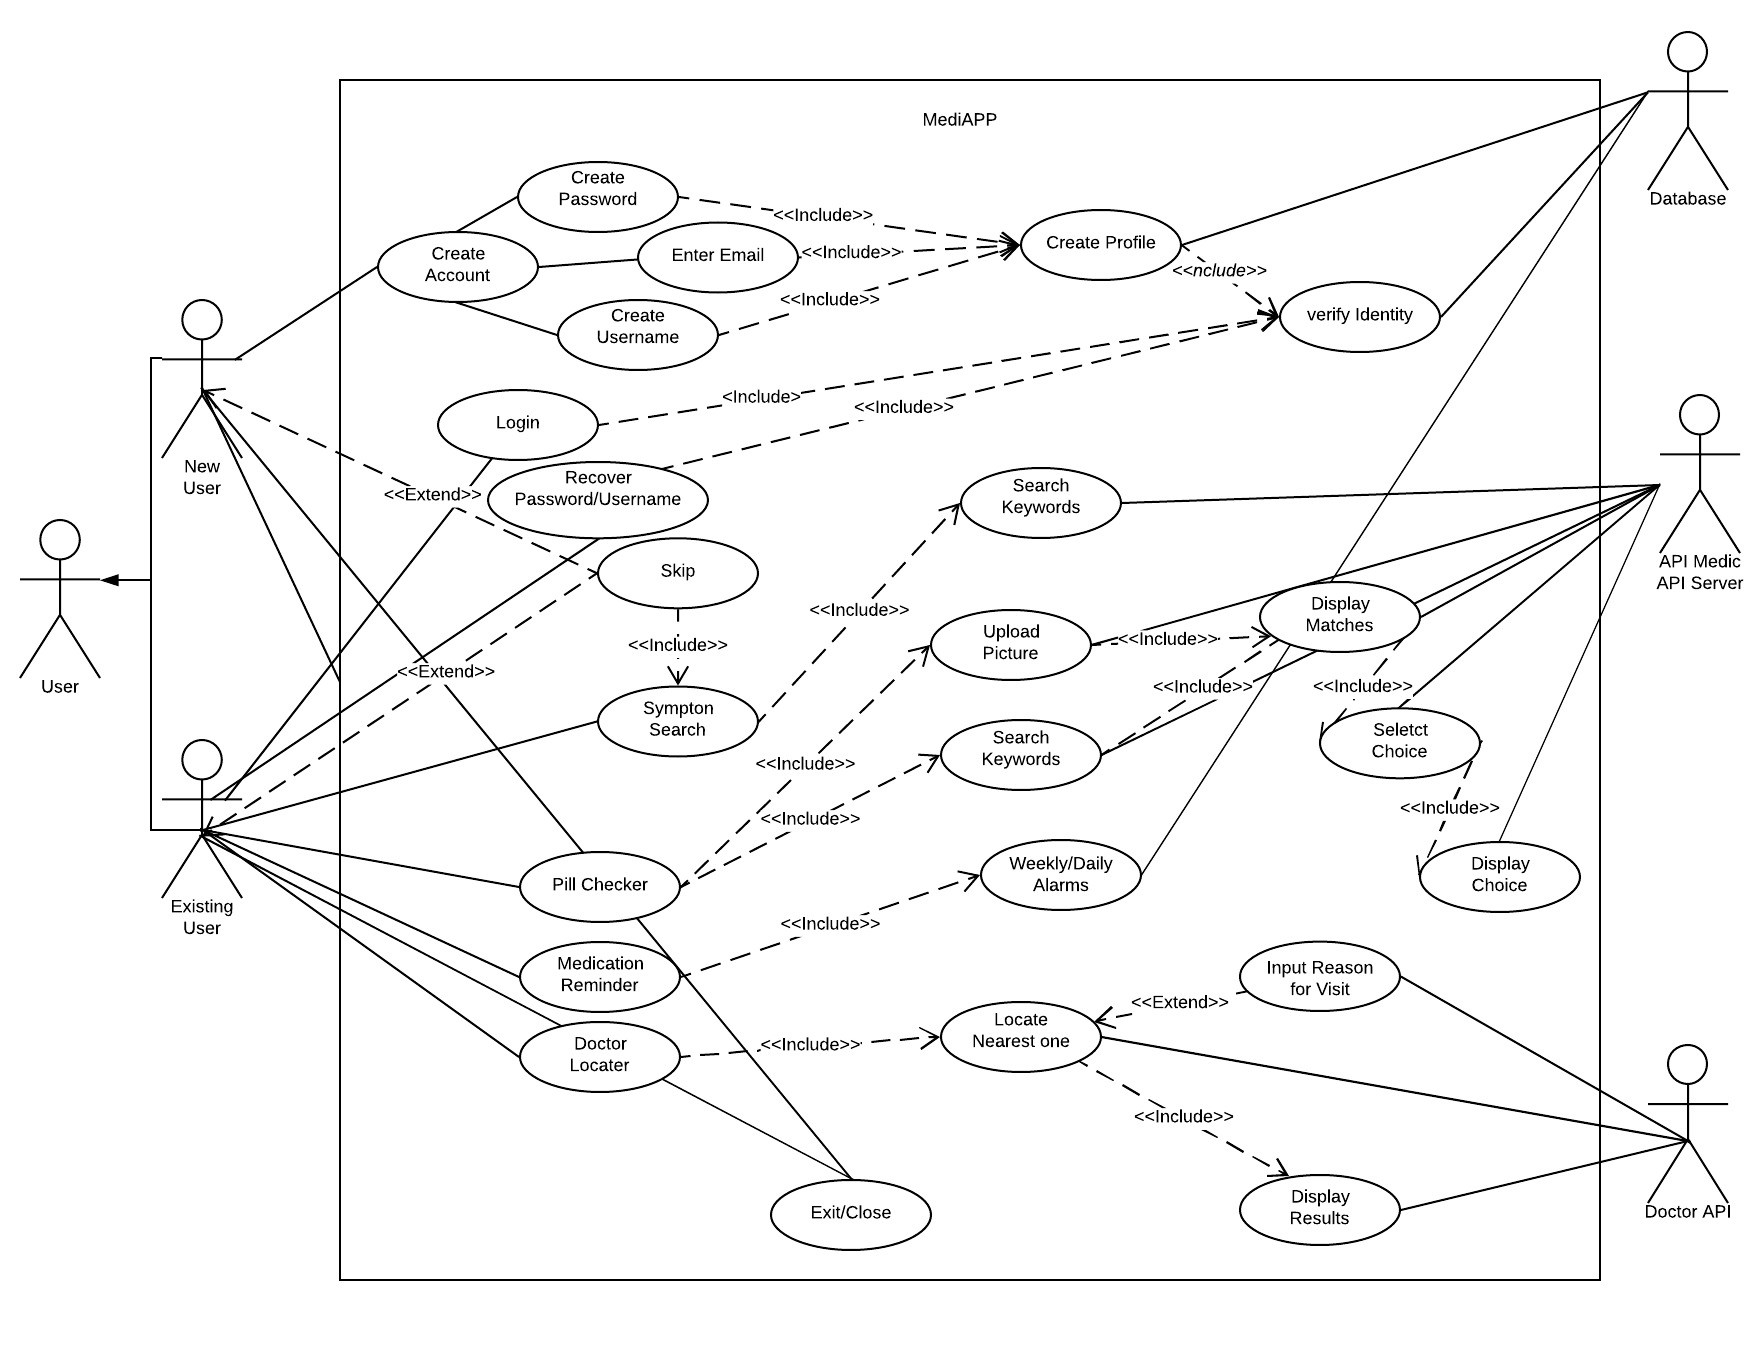 MediAPP
Create
Password
<<Include>>
Create
Account
Enter Email
<<Include>>
Create Profile
<<nclude>>
Database
Create
Username
<<Include>>
verify Identity
Login
<Include>
<<Include>>
New
User
<<Extend>>
Recover
Password/Username
Search
Keywords
Skip
API Medic
API Server
<<Include>>
Display
Matches
Upload
Picture
<<Include>>
<<Include>>
User
<<Extend>>
Sympton
Search
<<Include>>
<<Include>>
Seletct
Choice
Search
Keywords
<<Include>>
<<Include>>
<<Include>>
Existing
User
Pill Checker
Weekly/Daily
Alarms
Display
Choice
<<Include>>
Medication
Reminder
Input Reason
for Visit
<<Extend>>
Locate
Nearest one
Doctor
Locater
<<Include>>
<<Include>>
Exit/Close
Display
Results
Doctor API